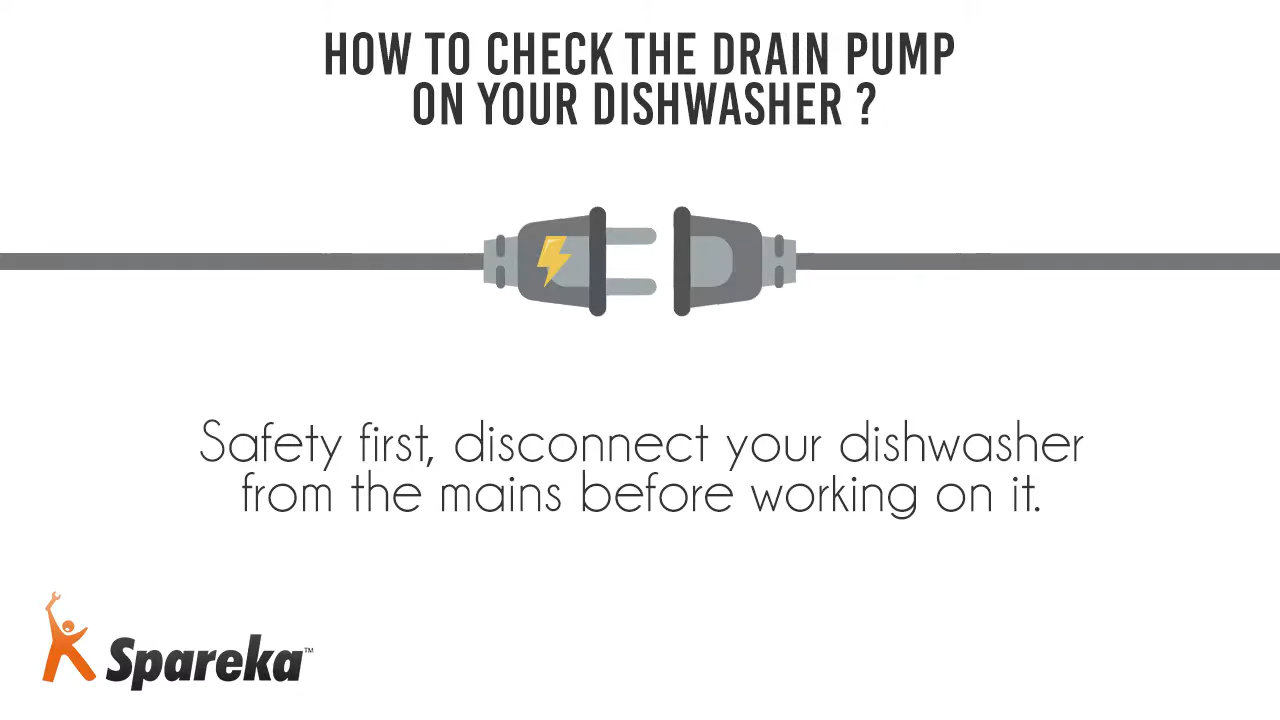 HOW TO CHECK THE DRAIN PUMP
ON YOUR DISHWASHER ?
Safety first, disconnect your dishwasher
from the mains before working on it.
Spareka™